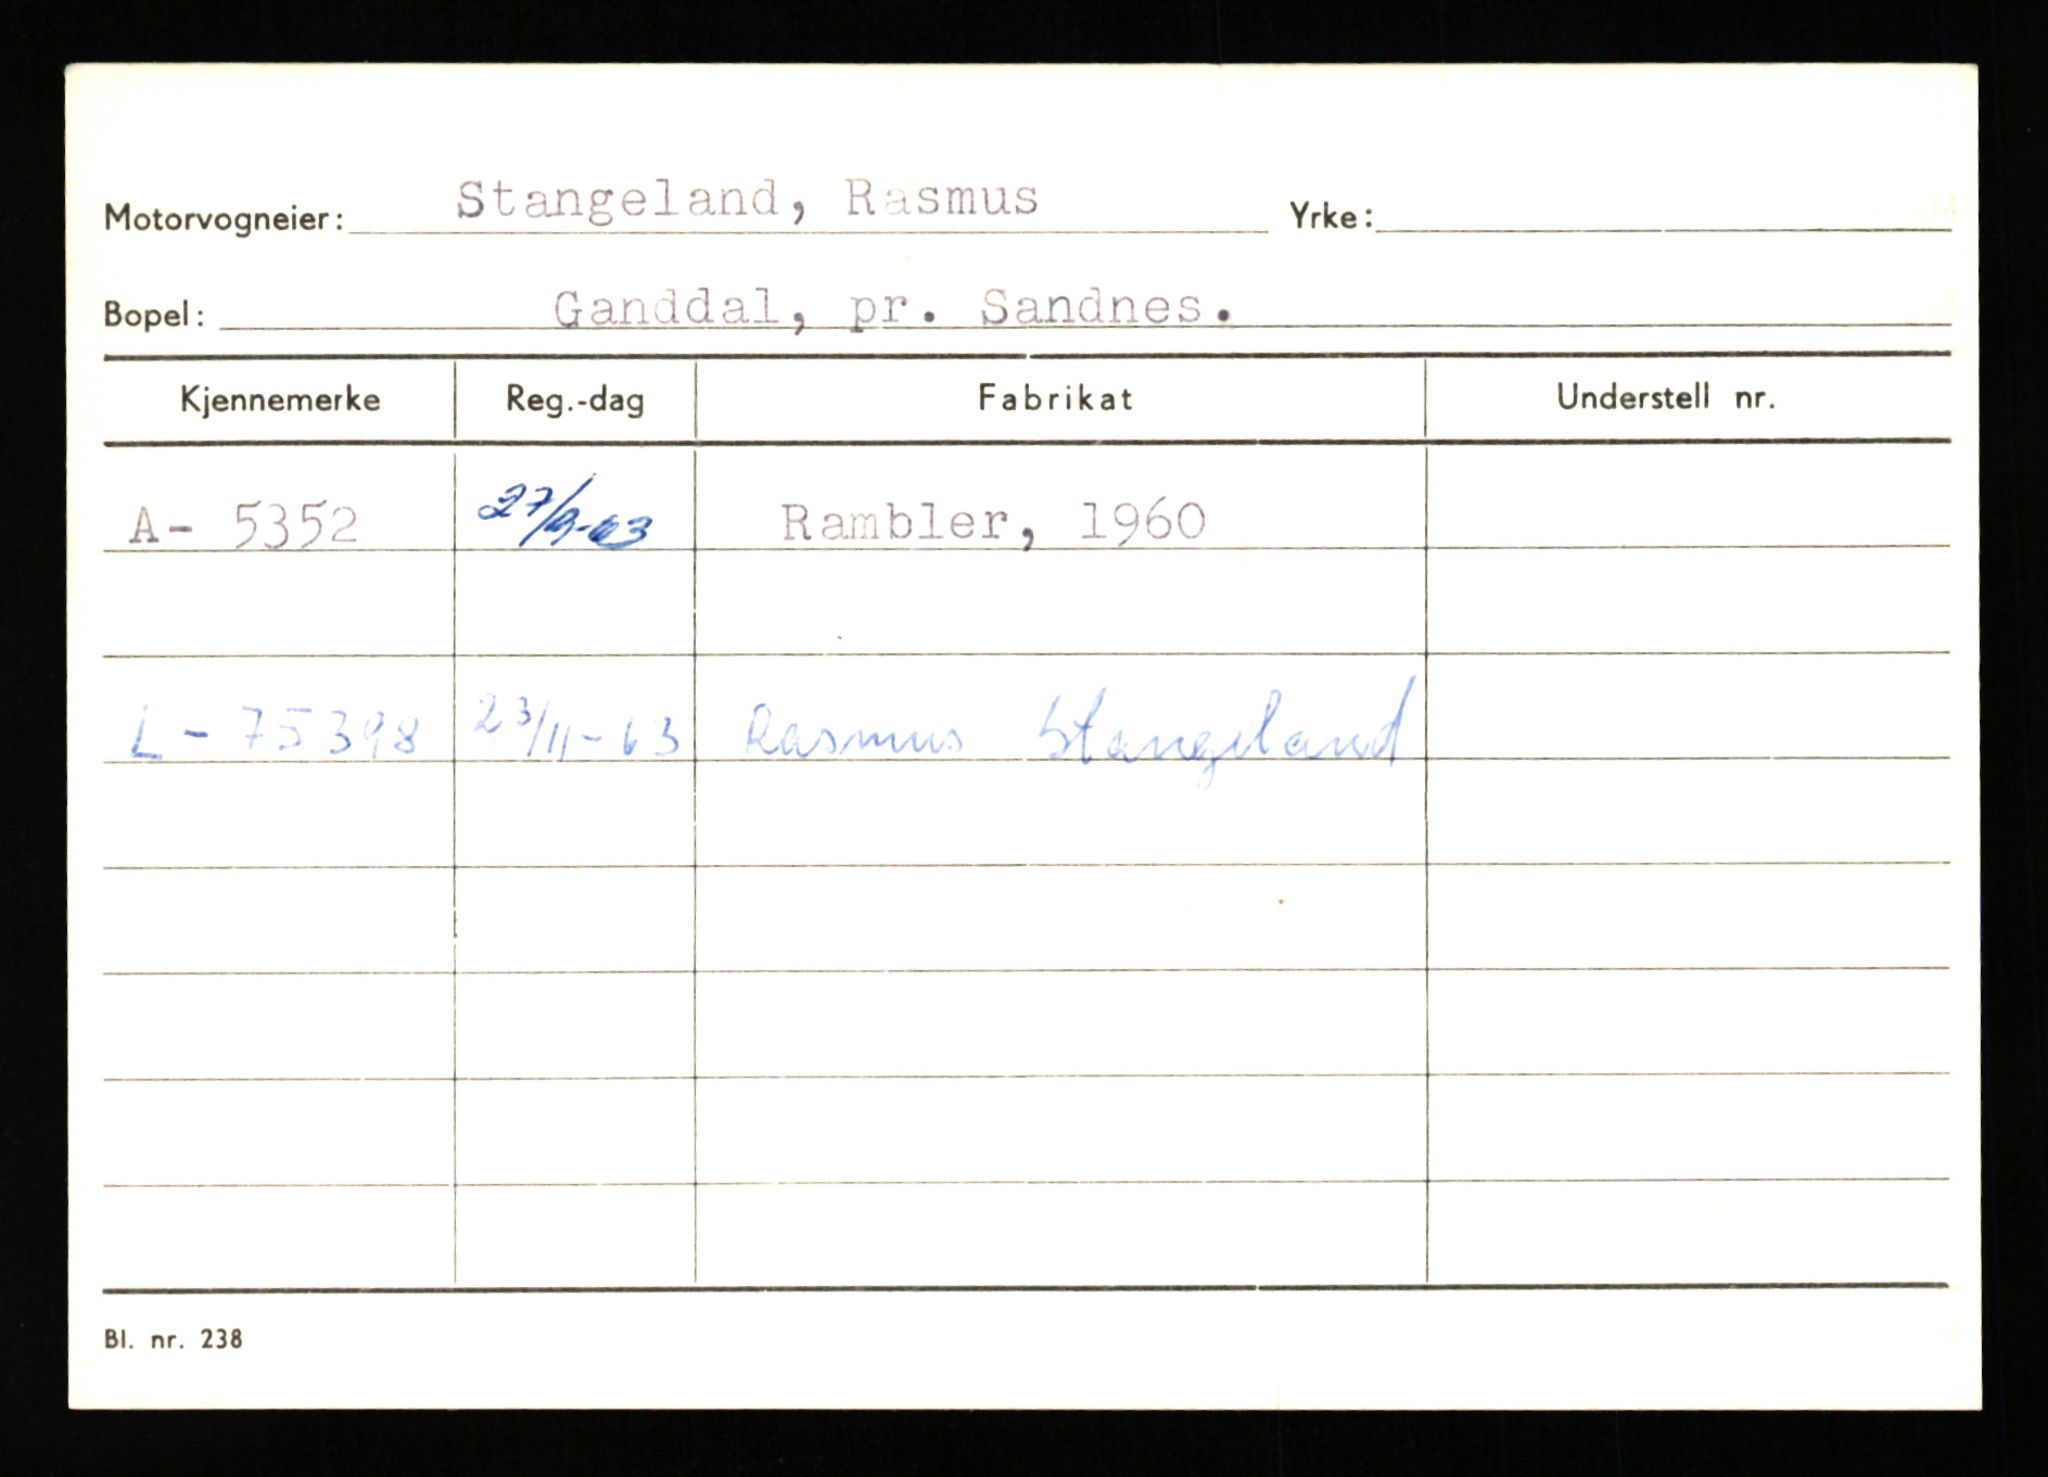 Motorvogneier: Stangeland, Rasmus Yrke:
Bopel: Ganddal, pr. Sandnes.
Kjennemerke Reg.-dag Fabrikat Understell nr.
A- 5352 27/9-63 Rambler, 1960
L - 75398 23/11-63 Rasmus Stangeland
Bl. nr. 238